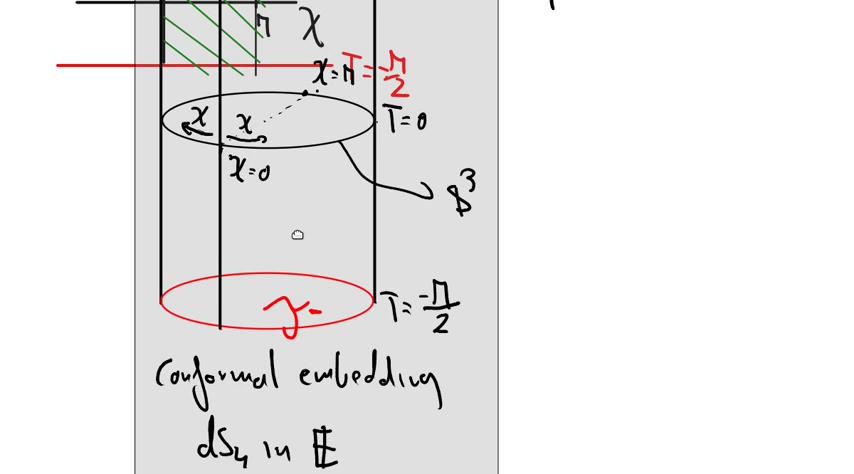 π χ
χ=π T=-π/2
χ χ T=0
χ=0
S³
𝒥- T=-π/2
Conformal embedding
dS₄ in 𝔼